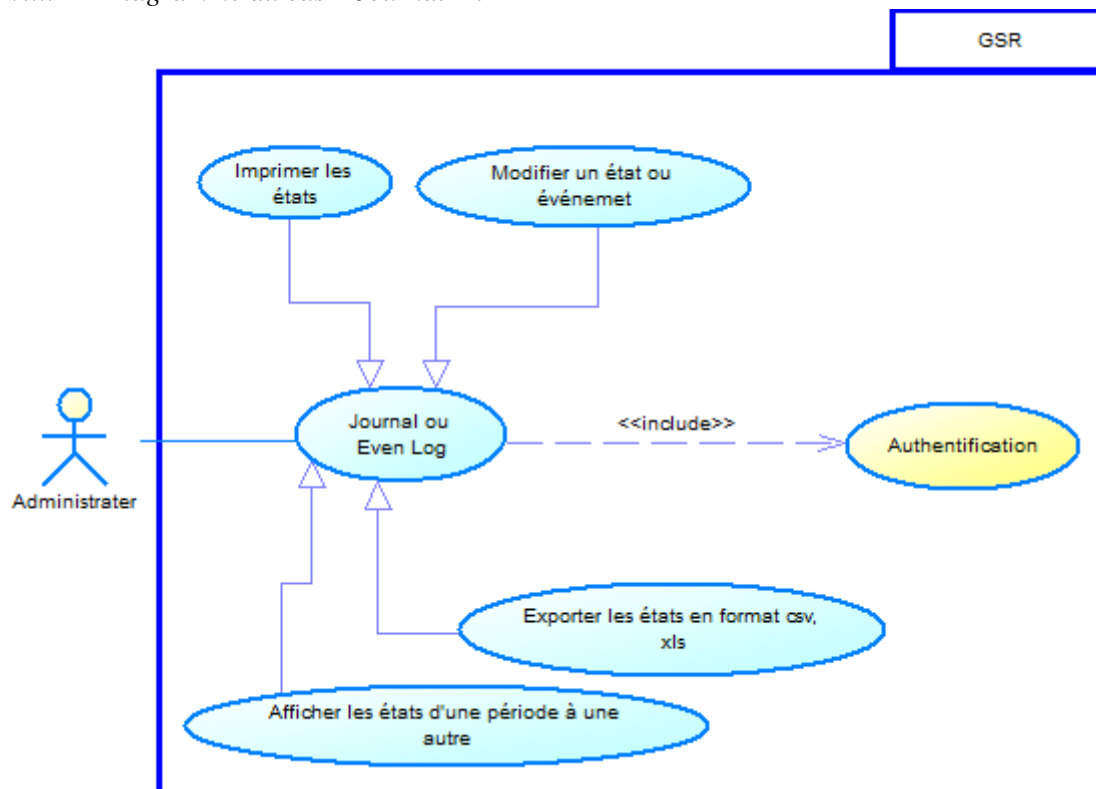 GSR
Imprimer les
états
Modifier un état ou
événemet
Journal ou
Even Log
<<include>>
Authentification
Administrater
Exporter les états en format csv,
xls
Afficher les états d'une période à une
autre